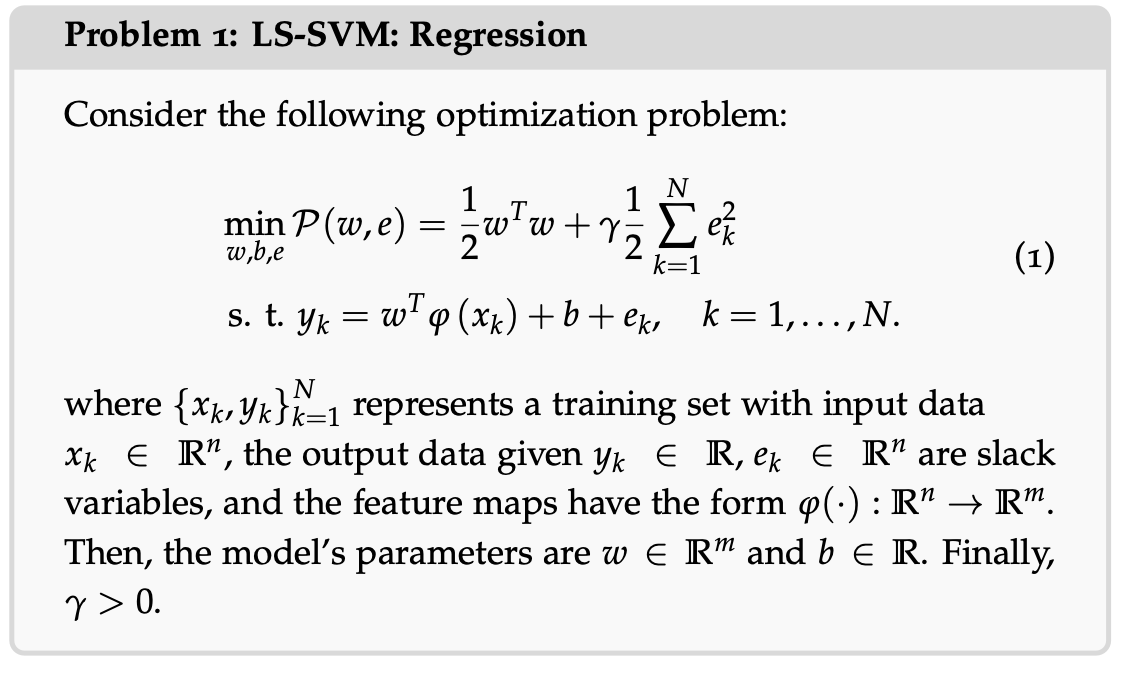 Problem 1: LS-SVM: Regression
Consider the following optimization problem:
min_{w,b,e} 𝒫(w, e) = 1/2 w^T w + γ 1/2 ∑_{k=1}^{N} e_k^2
(1)
s. t. y_k = w^T φ (x_k) + b + e_k, k = 1, . . . , N.
where {x_k, y_k}_{k=1}^{N} represents a training set with input data
x_k ∈ ℝ^n, the output data given y_k ∈ ℝ, e_k ∈ ℝ^n are slack
variables, and the feature maps have the form φ(·) : ℝ^n → ℝ^m.
Then, the model's parameters are w ∈ ℝ^m and b ∈ ℝ. Finally,
γ > 0.